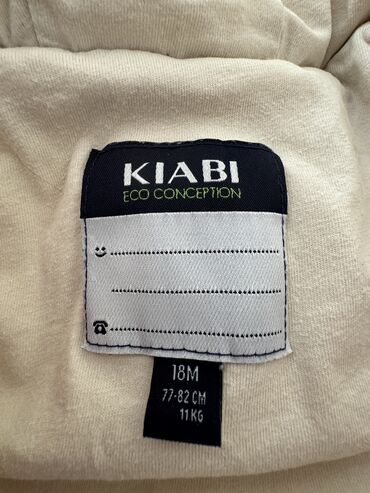 KIABI
ECO CONCEPTION
18M
77-82 CM
11 KG